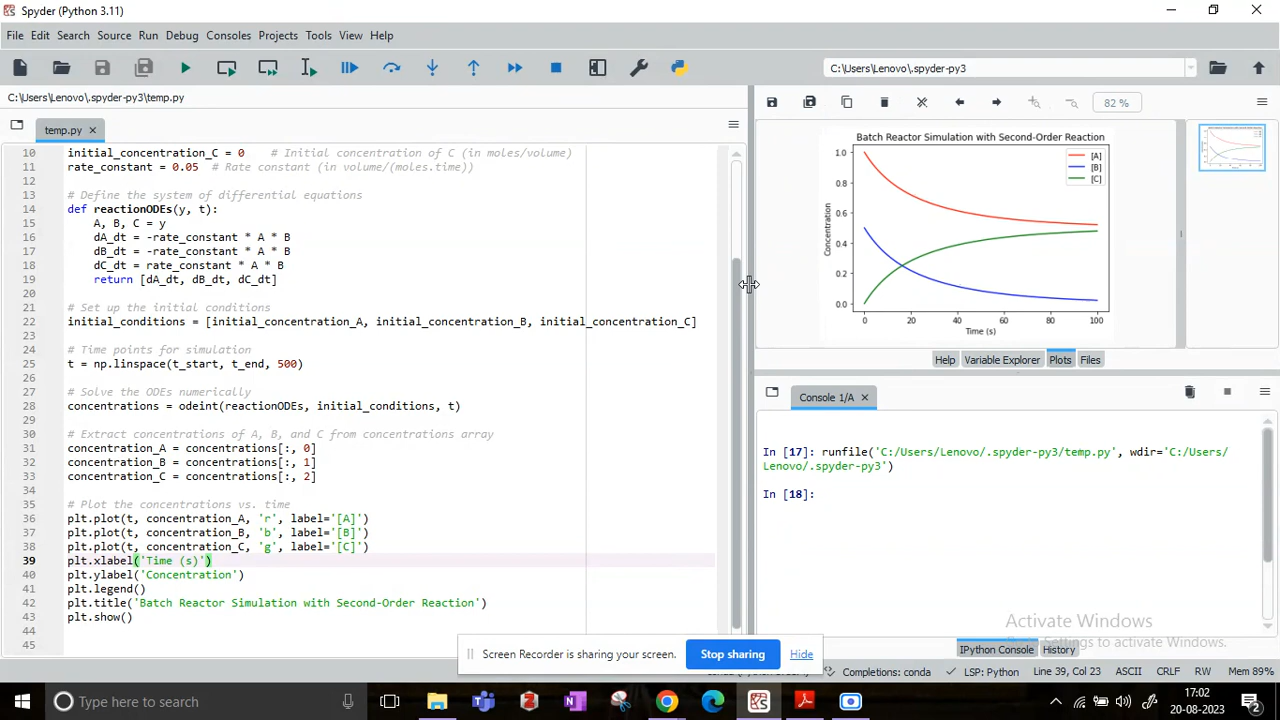 Spyder (Python 3.11)
File Edit Search Source Run Debug Consoles Projects Tools View Help
C:\Users\Lenovo\.spyder-py3
C:\Users\Lenovo\.spyder-py3\temp.py
temp.py
10 initial_concentration_C = 0    # Initial concentration of C (in moles/volume)
11 rate_constant = 0.05  # Rate constant (in volume/(moles.time))
12
13 # Define the system of differential equations
14 def reactionODEs(y, t):
15     A, B, C = y
16     dA_dt = -rate_constant * A * B
17     dB_dt = -rate_constant * A * B
18     dC_dt = rate_constant * A * B
19     return [dA_dt, dB_dt, dC_dt]
20
21 # Set up the initial conditions
22 initial_conditions = [initial_concentration_A, initial_concentration_B, initial_concentration_C]
23
24 # Time points for simulation
25 t = np.linspace(t_start, t_end, 500)
26
27 # Solve the ODEs numerically
28 concentrations = odeint(reactionODEs, initial_conditions, t)
29
30 # Extract concentrations of A, B, and C from concentrations array
31 concentration_A = concentrations[:, 0]
32 concentration_B = concentrations[:, 1]
33 concentration_C = concentrations[:, 2]
34
35 # Plot the concentrations vs. time
36 plt.plot(t, concentration_A, 'r', label='[A]')
37 plt.plot(t, concentration_B, 'b', label='[B]')
38 plt.plot(t, concentration_C, 'g', label='[C]')
39 plt.xlabel('Time (s)')
40 plt.ylabel('Concentration')
41 plt.legend()
42 plt.title('Batch Reactor Simulation with Second-Order Reaction')
43 plt.show()
44
45
82 %
Batch Reactor Simulation with Second-Order Reaction
[A]
[B]
[C]
Concentration
1.0
0.8
0.6
0.4
0.2
0.0
0 20 40 60 80 100
Time (s)
Help Variable Explorer Plots Files
Console 1/A
In [17]: runfile('C:/Users/Lenovo/.spyder-py3/temp.py', wdir='C:/Users/
Lenovo/.spyder-py3')
In [18]:
Activate Windows
Settings to activate Windows.
IPython Console History
Screen Recorder is sharing your screen. Stop sharing Hide
Completions: conda LSP: Python Line 39, Col 23 ASCII CRLF RW Mem 89%
Type here to search
17:02
20-08-2023
2